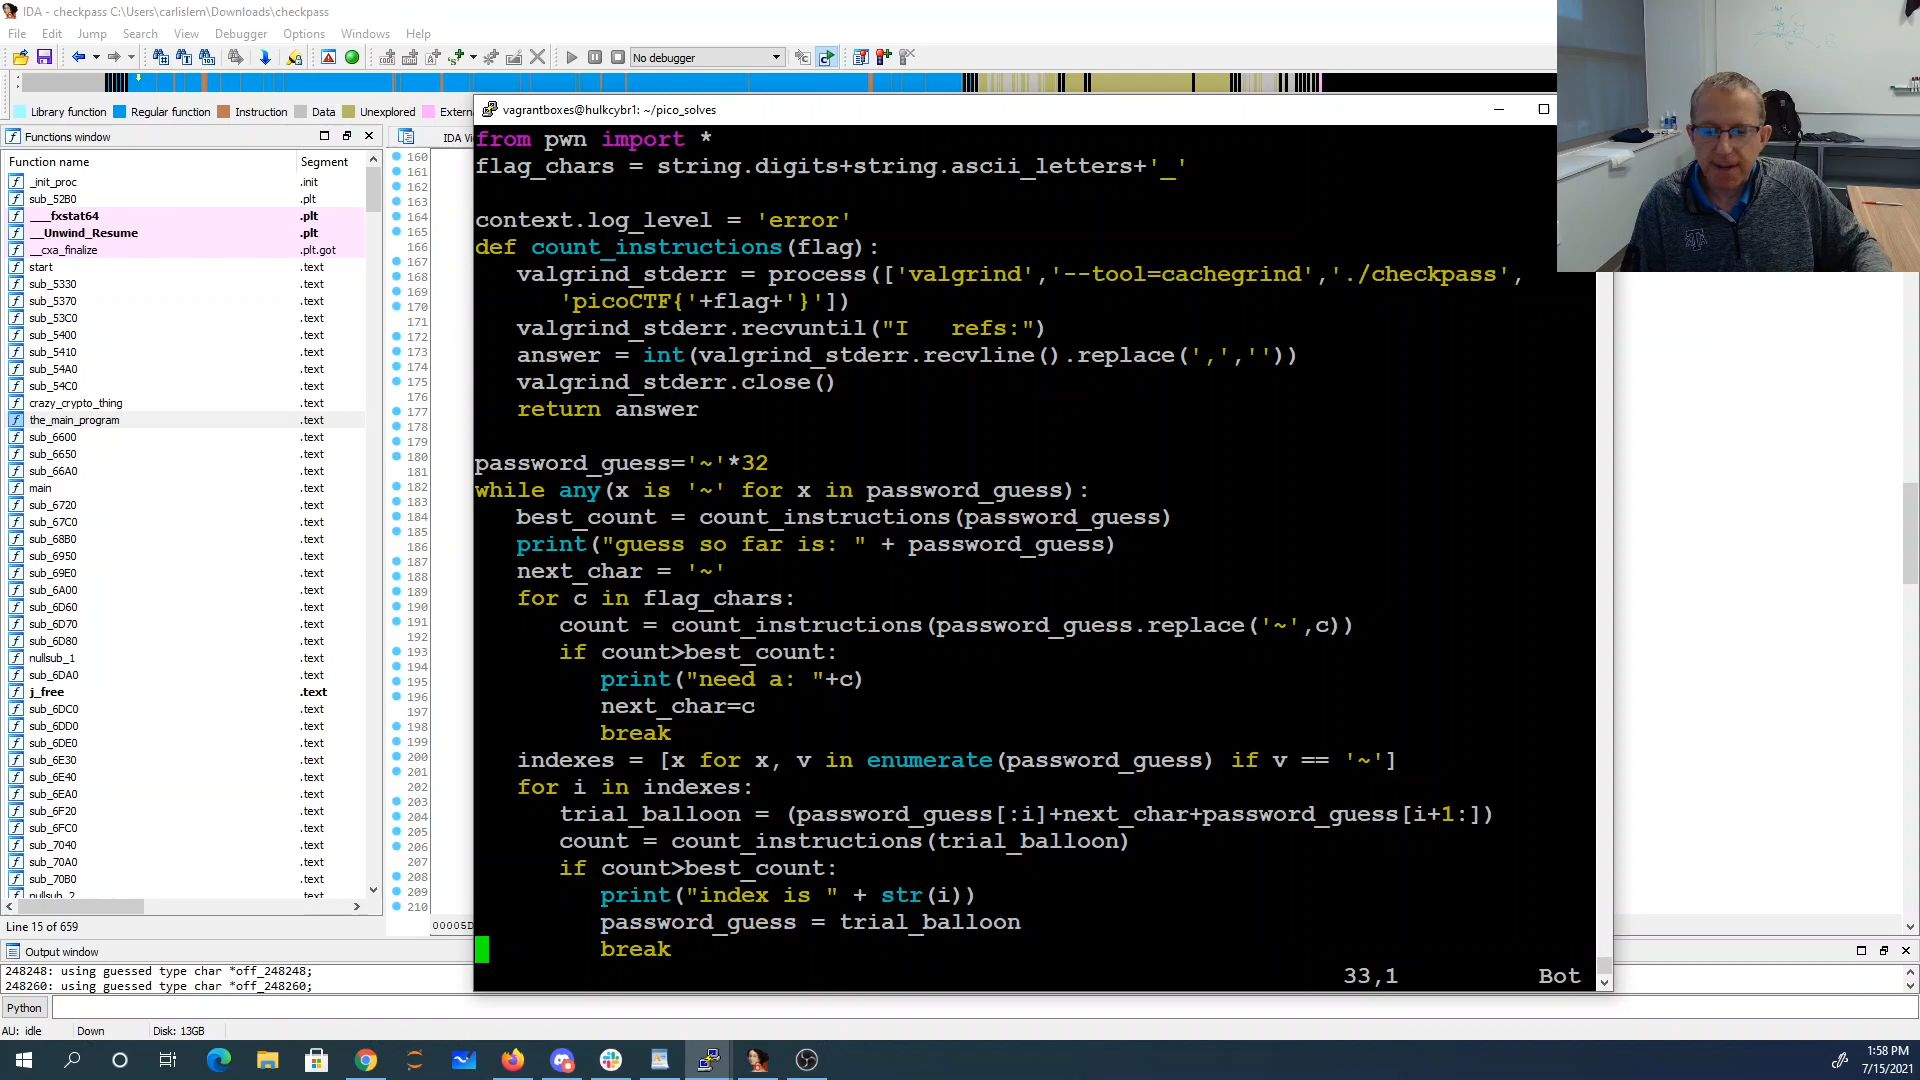 IDA - checkpass C:\Users\carlislem\Downloads\checkpass
File Edit Jump Search View Debugger Options Windows Help
No debugger
Library function Regular function Instruction Data Unexplored Extern
Functions window
IDA Vi
Function name Segment
_init_proc .init
sub_52B0 .plt
___fxstat64 .plt
__Unwind_Resume .plt
__cxa_finalize .plt.got
start .text
sub_5330 .text
sub_5370 .text
sub_53C0 .text
sub_5400 .text
sub_5410 .text
sub_54A0 .text
sub_54C0 .text
crazy_crypto_thing .text
the_main_program .text
sub_6600 .text
sub_6650 .text
sub_66A0 .text
main .text
sub_6720 .text
sub_67C0 .text
sub_68B0 .text
sub_6950 .text
sub_69E0 .text
sub_6A00 .text
sub_6D60 .text
sub_6D70 .text
sub_6D80 .text
nullsub_1 .text
sub_6DA0 .text
j_free .text
sub_6DC0 .text
sub_6DD0 .text
sub_6DE0 .text
sub_6E30 .text
sub_6E40 .text
sub_6EA0 .text
sub_6F20 .text
sub_6FC0 .text
sub_7040 .text
sub_70A0 .text
sub_70B0 .text
nullsub_2 .text
Line 15 of 659
160
161
162
163
164
165
166
167
168
169
170
171
172
173
174
175
176
177
178
179
180
181
182
183
184
185
186
187
188
189
190
191
192
193
194
195
196
197
198
199
200
201
202
203
204
205
206
207
208
209
210
00005D
vagrantboxes@hulkcybr1: ~/pico_solves
from pwn import *
flag_chars = string.digits+string.ascii_letters+'_'
context.log_level = 'error'
def count_instructions(flag):
valgrind_stderr = process(['valgrind','--tool=cachegrind','./checkpass',
'picoCTF{'+flag+'}'])
valgrind_stderr.recvuntil("I   refs:")
answer = int(valgrind_stderr.recvline().replace(',',''))
valgrind_stderr.close()
return answer
password_guess='~'*32
while any(x is '~' for x in password_guess):
best_count = count_instructions(password_guess)
print("guess so far is: " + password_guess)
next_char = '~'
for c in flag_chars:
count = count_instructions(password_guess.replace('~',c))
if count>best_count:
print("need a: "+c)
next_char=c
break
indexes = [x for x, v in enumerate(password_guess) if v == '~']
for i in indexes:
trial_balloon = (password_guess[:i]+next_char+password_guess[i+1:])
count = count_instructions(trial_balloon)
if count>best_count:
print("index is " + str(i))
password_guess = trial_balloon
break
33,1 Bot
Output window
248248: using guessed type char *off_248248;
248260: using guessed type char *off_248260;
Python
AU: idle Down Disk: 13GB
1:58 PM
7/15/2021